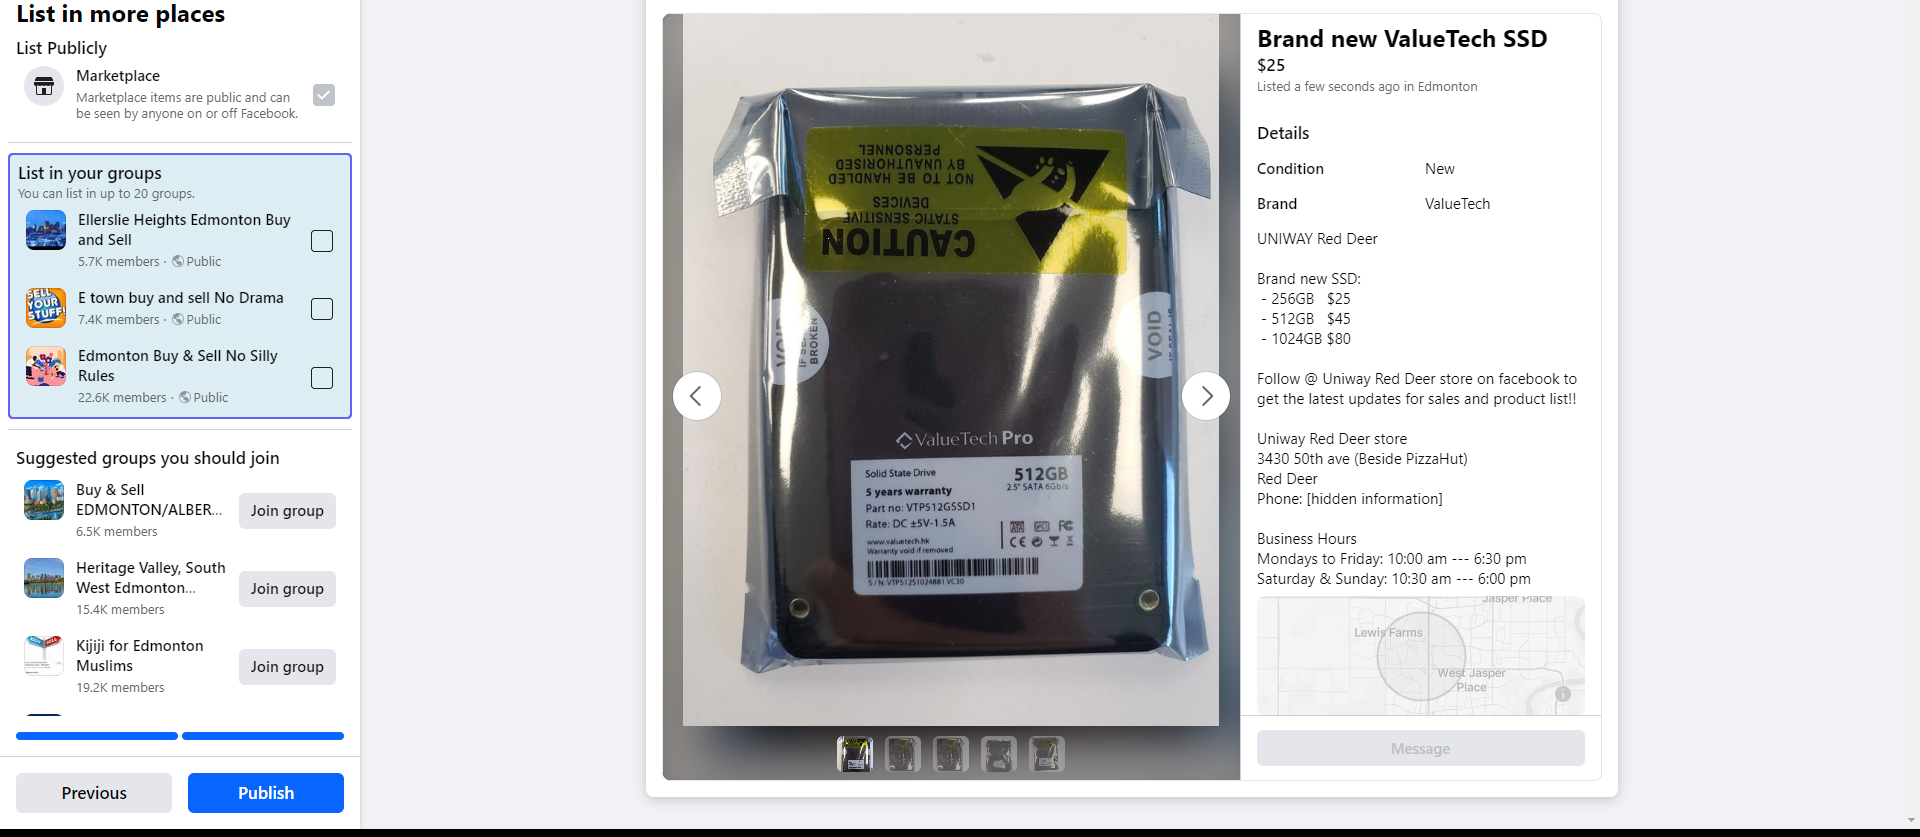 List in more places
List Publicly
Marketplace
Marketplace items are public and can
be seen by anyone on or off Facebook.
List in your groups
You can list in up to 20 groups.
Ellerslie Heights Edmonton Buy
and Sell
5.7K members · Public
SELL
YOUR
STUFF!
E town buy and sell No Drama
7.4K members · Public
Edmonton Buy & Sell No Silly
Rules
22.6K members · Public
Suggested groups you should join
Buy & Sell
EDMONTON/ALBER...
6.5K members
Join group
Heritage Valley, South
West Edmonton...
15.4K members
Join group
Kijiji for Edmonton
Muslims
19.2K members
Join group
Previous
Publish
CAUTION
STATIC SENSITIVE
DEVICES
NOT TO BE HANDLED
BY UNAUTHORISED
PERSONNEL
VOID
BROKEN
VOID
ValueTech Pro
Solid State Drive
512GB
2.5" SATA 6Gb/s
5 years warranty
Part no: VTP512GSSD1
Rate: DC ±5V-1.5A
www.valuetech.hk
Warranty void if removed
S/N: VTP51251024881 VC30
Brand new ValueTech SSD
$25
Listed a few seconds ago in Edmonton
Details
Condition New
Brand ValueTech
UNIWAY Red Deer
Brand new SSD:
- 256GB $25
- 512GB $45
- 1024GB $80
Follow @ Uniway Red Deer store on facebook to
get the latest updates for sales and product list!!
Uniway Red Deer store
3430 50th ave (Beside PizzaHut)
Red Deer
Phone: [hidden information]
Business Hours
Mondays to Friday: 10:00 am --- 6:30 pm
Saturday & Sunday: 10:30 am --- 6:00 pm
Jasper Place
Lewis Farms
West Jasper
Place
Message